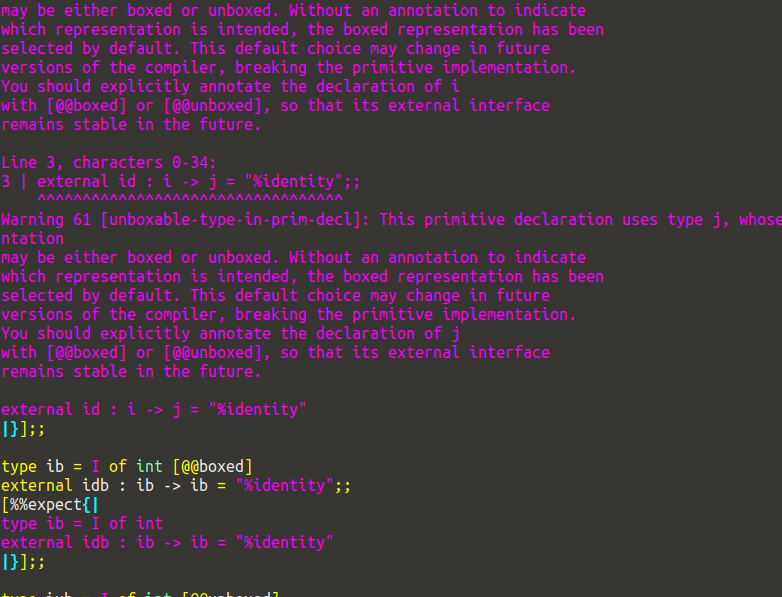 may be either boxed or unboxed. Without an annotation to indicate
which representation is intended, the boxed representation has been
selected by default. This default choice may change in future
versions of the compiler, breaking the primitive implementation.
You should explicitly annotate the declaration of i
with [@@boxed] or [@@unboxed], so that its external interface
remains stable in the future.
Line 3, characters 0-34:
3 | external id : i -> j = "%identity";;
    ^^^^^^^^^^^^^^^^^^^^^^^^^^^^^^^^^^
Warning 61 [unboxable-type-in-prim-decl]: This primitive declaration uses type j, whose
ntation
may be either boxed or unboxed. Without an annotation to indicate
which representation is intended, the boxed representation has been
selected by default. This default choice may change in future
versions of the compiler, breaking the primitive implementation.
You should explicitly annotate the declaration of j
with [@@boxed] or [@@unboxed], so that its external interface
remains stable in the future.
external id : i -> j = "%identity"
|}];;
type ib = I of int [@@boxed]
external idb : ib -> ib = "%identity";;
[%%expect{|
type ib = I of int
external idb : ib -> ib = "%identity"
|}];;
type iub = I of int [@@unboxed]